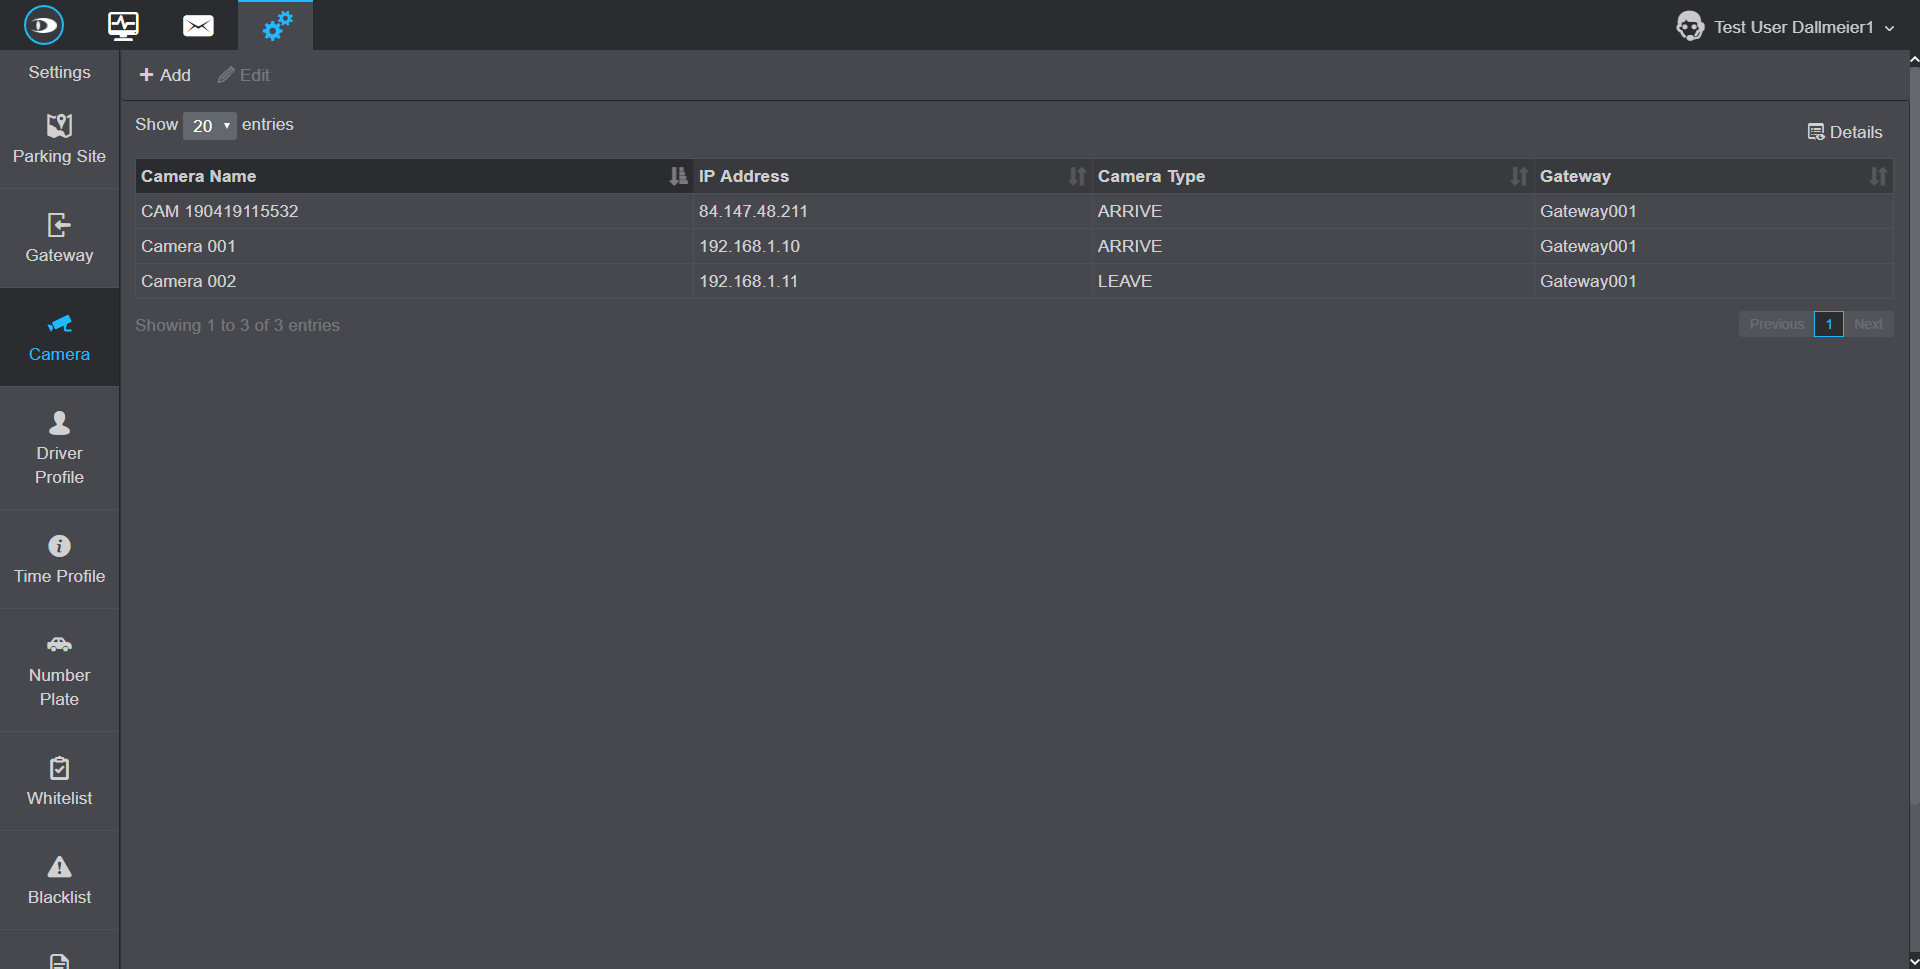 Test User Dallmeier1
Settings
Add Edit
Show 20 entries
Details
Parking Site
Gateway
Camera
Driver
Profile
Time Profile
Number
Plate
Whitelist
Blacklist
Camera Name IP Address Camera Type Gateway
CAM 190419115532 84.147.48.211 ARRIVE Gateway001
Camera 001 192.168.1.10 ARRIVE Gateway001
Camera 002 192.168.1.11 LEAVE Gateway001
Showing 1 to 3 of 3 entries
Previous 1 Next